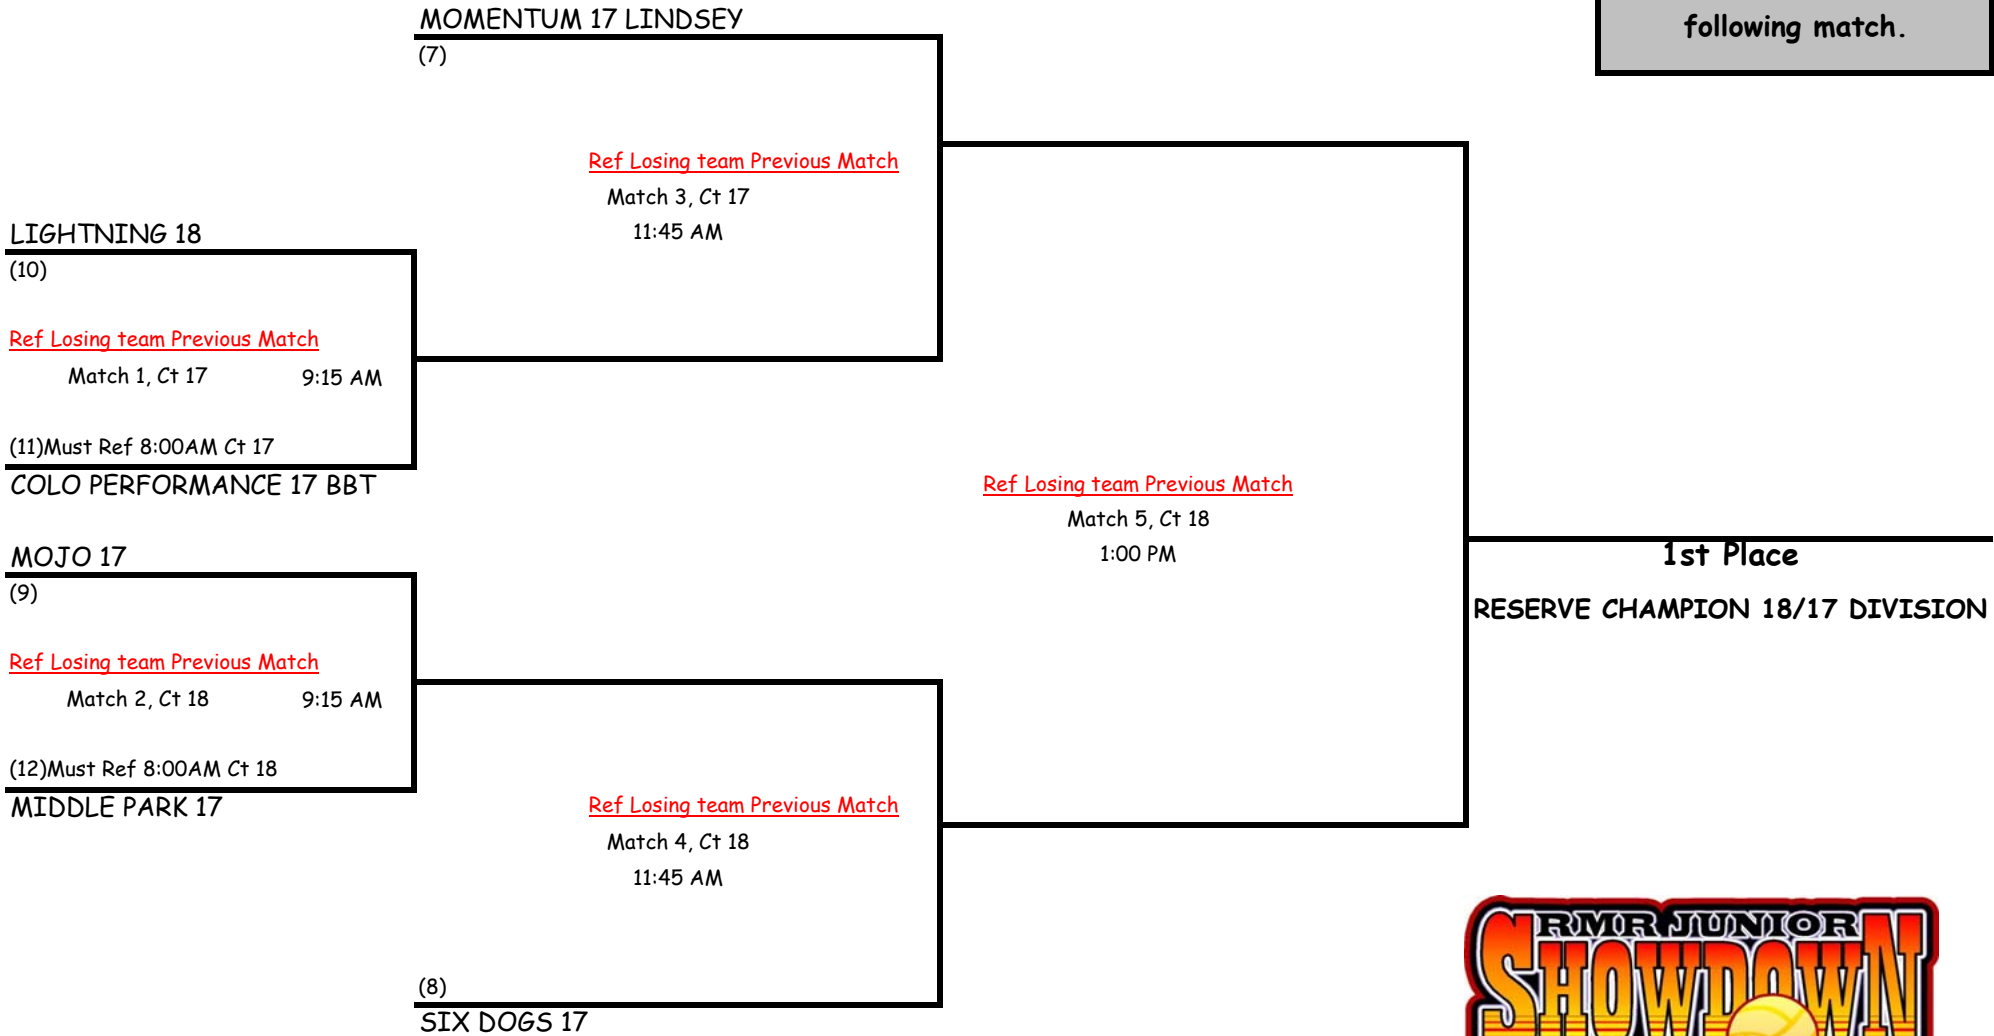 MOMENTUM 17 LINDSEY
(7)
following match.
Ref Losing team Previous Match
Match 3, Ct 17
11:45 AM
LIGHTNING 18
(10)
Ref Losing team Previous Match
Match 1, Ct 17 9:15 AM
(11)Must Ref 8:00AM Ct 17
COLO PERFORMANCE 17 BBT
Ref Losing team Previous Match
Match 5, Ct 18
1:00 PM
MOJO 17
(9)
1st Place
RESERVE CHAMPION 18/17 DIVISION
Ref Losing team Previous Match
Match 2, Ct 18 9:15 AM
(12)Must Ref 8:00AM Ct 18
MIDDLE PARK 17
Ref Losing team Previous Match
Match 4, Ct 18
11:45 AM
(8)
SIX DOGS 17
RMR JUNIOR
SHOWDOWN